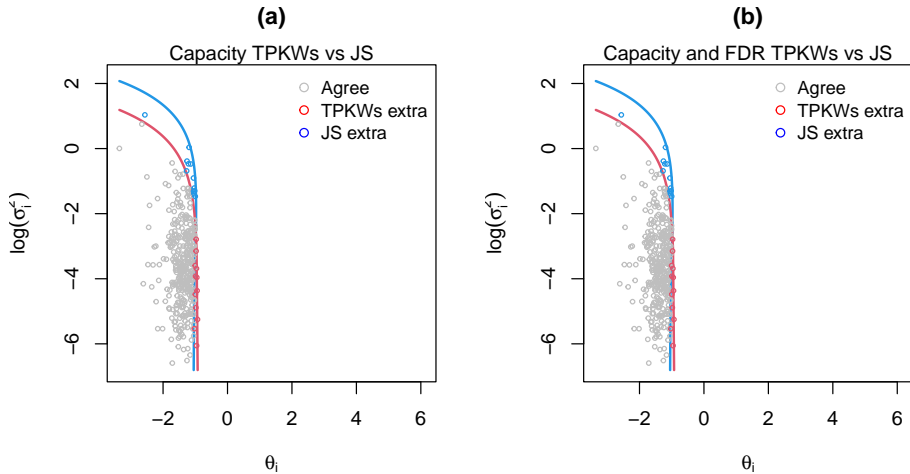 (a)
Capacity TPKWs vs JS
2
0
−2
−4
−6
log(σ_i^2)
Agree
TPKWs extra
JS extra
−2 0 2 4 6
θ_i
(b)
Capacity and FDR TPKWs vs JS
2
0
−2
−4
−6
log(σ_i^2)
Agree
TPKWs extra
JS extra
−2 0 2 4 6
θ_i